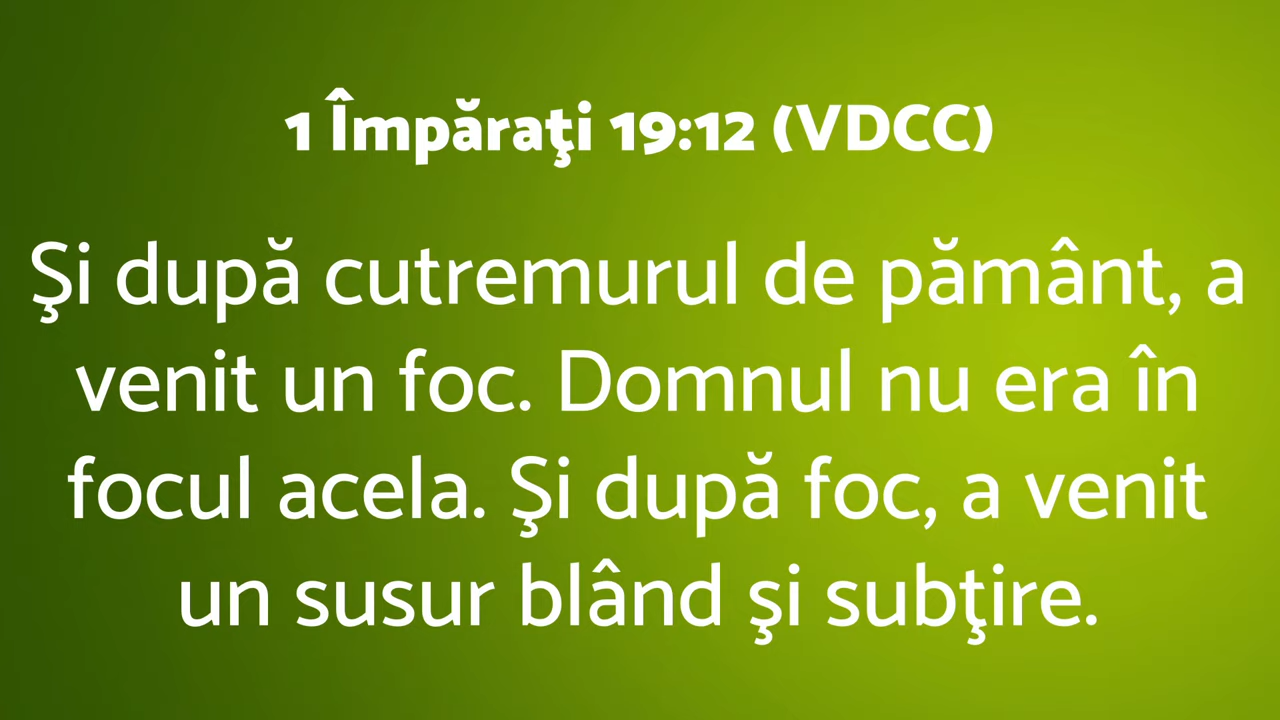 1 Împăraţi 19:12 (VDCC)
Şi după cutremurul de pământ, a
venit un foc. Domnul nu era în
focul acela. Şi după foc, a venit
un susur blând şi subţire.